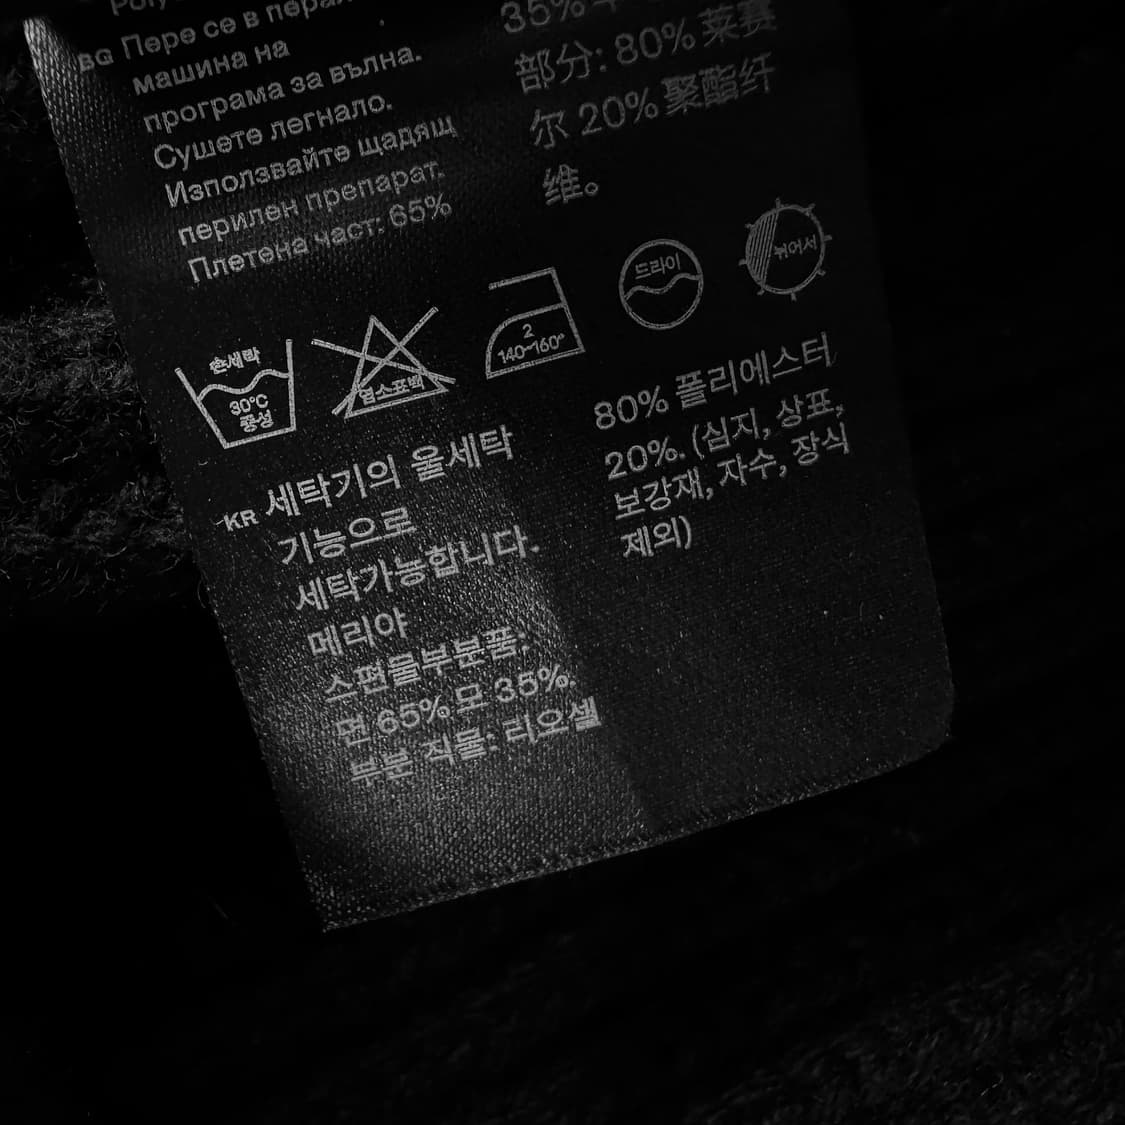 Poly
BG Пере се в перал
машина на
програма за вълна.
Сушете легнало.
Използвайте щадящ
перилен препарат.
Плетена част: 65%
35%
部分: 80% 莱赛
尔 20% 聚酯纤
维。
손세탁
30°C
중성
염소표백
2
140~160°
드라이
뉘어서
KR 세탁기의 울세탁
기능으로
세탁가능합니다.
메리야
스편물부분품:
면 65% 모 35%.
부분 직물: 리오셀
80% 폴리에스터
20%. (심지, 상표,
보강재, 자수, 장식
제외)